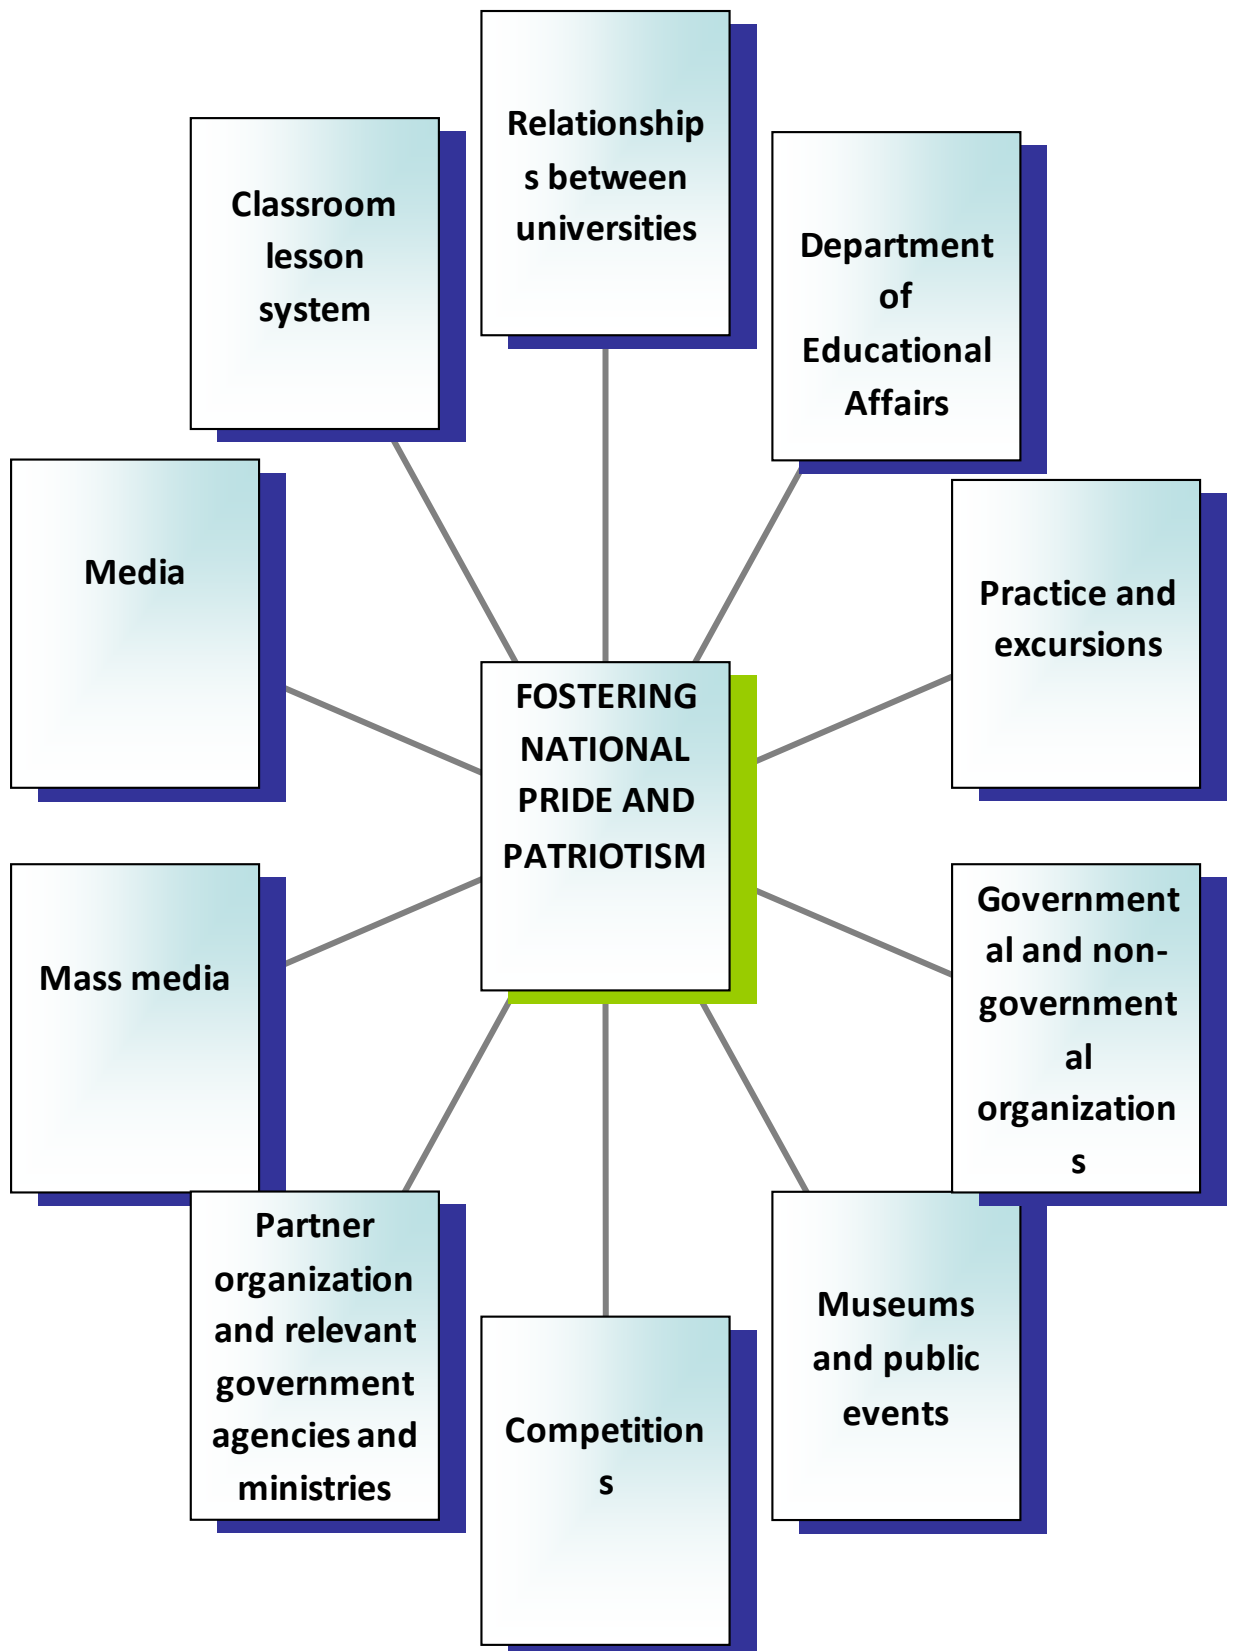 Relationship
s between
universities
Classroom
lesson
system
Department
of
Educational
Affairs
Media
Practice and
excursions
FOSTERING
NATIONAL
PRIDE AND
PATRIOTISM
Mass media
Government
al and non-
government
al
organization
s
Partner
organization
and relevant
government
agencies and
ministries
Museums
and public
events
Competition
s